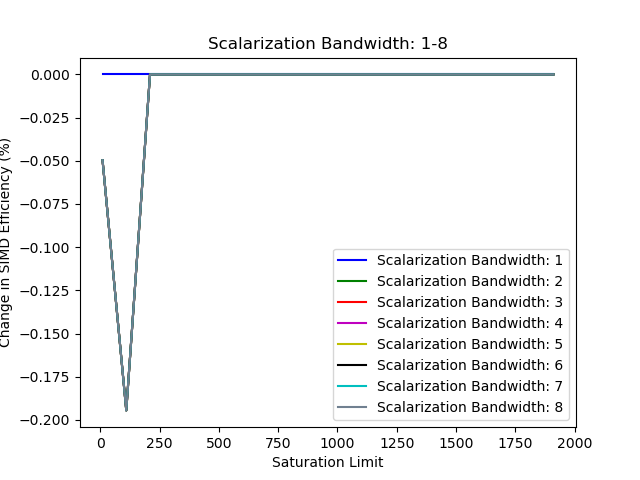 Scalarization Bandwidth: 1-8
Change in SIMD Efficiency (%)
0.000
−0.025
−0.050
−0.075
−0.100
−0.125
−0.150
−0.175
−0.200
Scalarization Bandwidth: 1
Scalarization Bandwidth: 2
Scalarization Bandwidth: 3
Scalarization Bandwidth: 4
Scalarization Bandwidth: 5
Scalarization Bandwidth: 6
Scalarization Bandwidth: 7
Scalarization Bandwidth: 8
0 250 500 750 1000 1250 1500 1750 2000
Saturation Limit